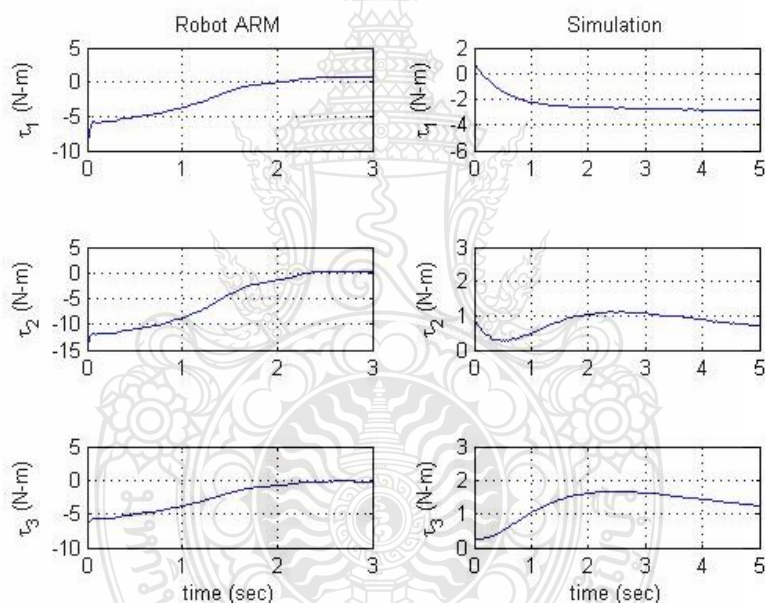 Robot ARM
Simulation
τ1 (N-m)
5
0
-5
-10
0 1 2 3
τ1 (N-m)
2
0
-2
-4
-6
0 1 2 3 4 5
τ2 (N-m)
5
0
-5
-10
-15
0 1 2 3
τ2 (N-m)
3
2
1
0
0 1 2 3 4 5
τ3 (N-m)
5
0
-5
-10
0 1 2 3
time (sec)
τ3 (N-m)
3
2
1
0
0 1 2 3 4 5
time (sec)